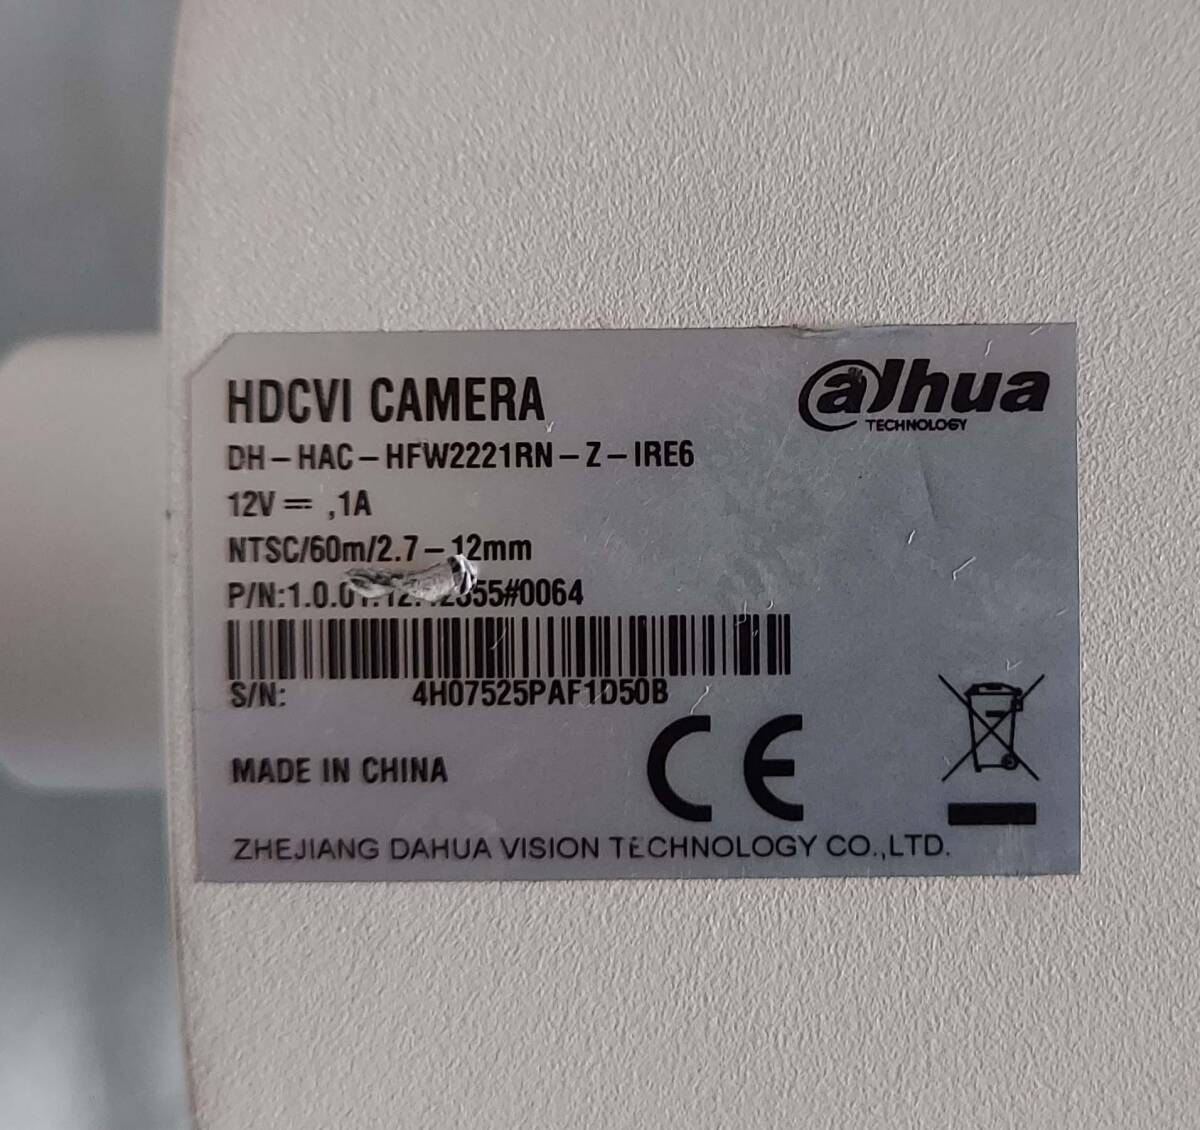 HDCVI CAMERA
alhua
TECHNOLOGY
DH-HAC-HFW2221RN-Z-IRE6
12V⎓,1A
NTSC/60m/2.7-12mm
S/N: 4H07525PAF1D50B
CE
MADE IN CHINA
ZHEJIANG DAHUA VISION TECHNOLOGY CO.,LTD.